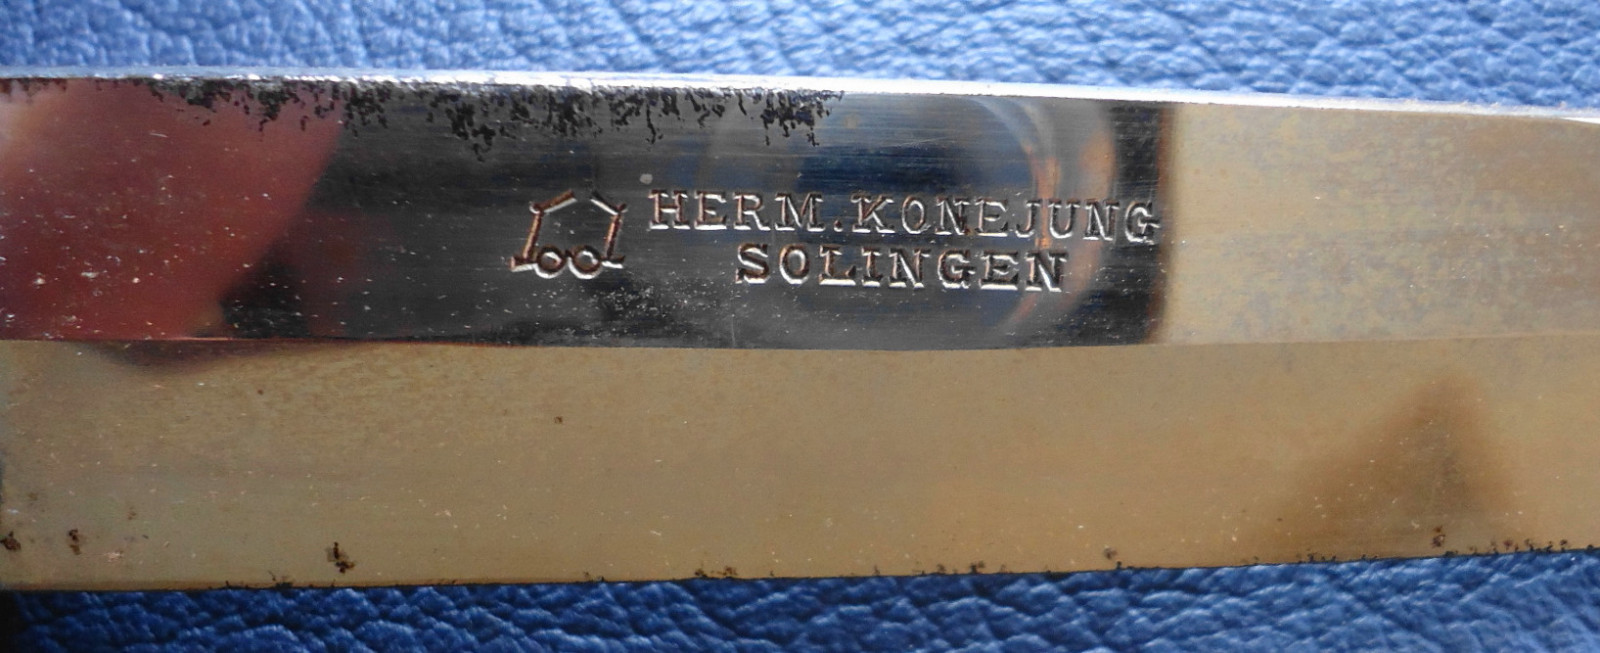 HERM. KONEJUNG
SOLINGEN